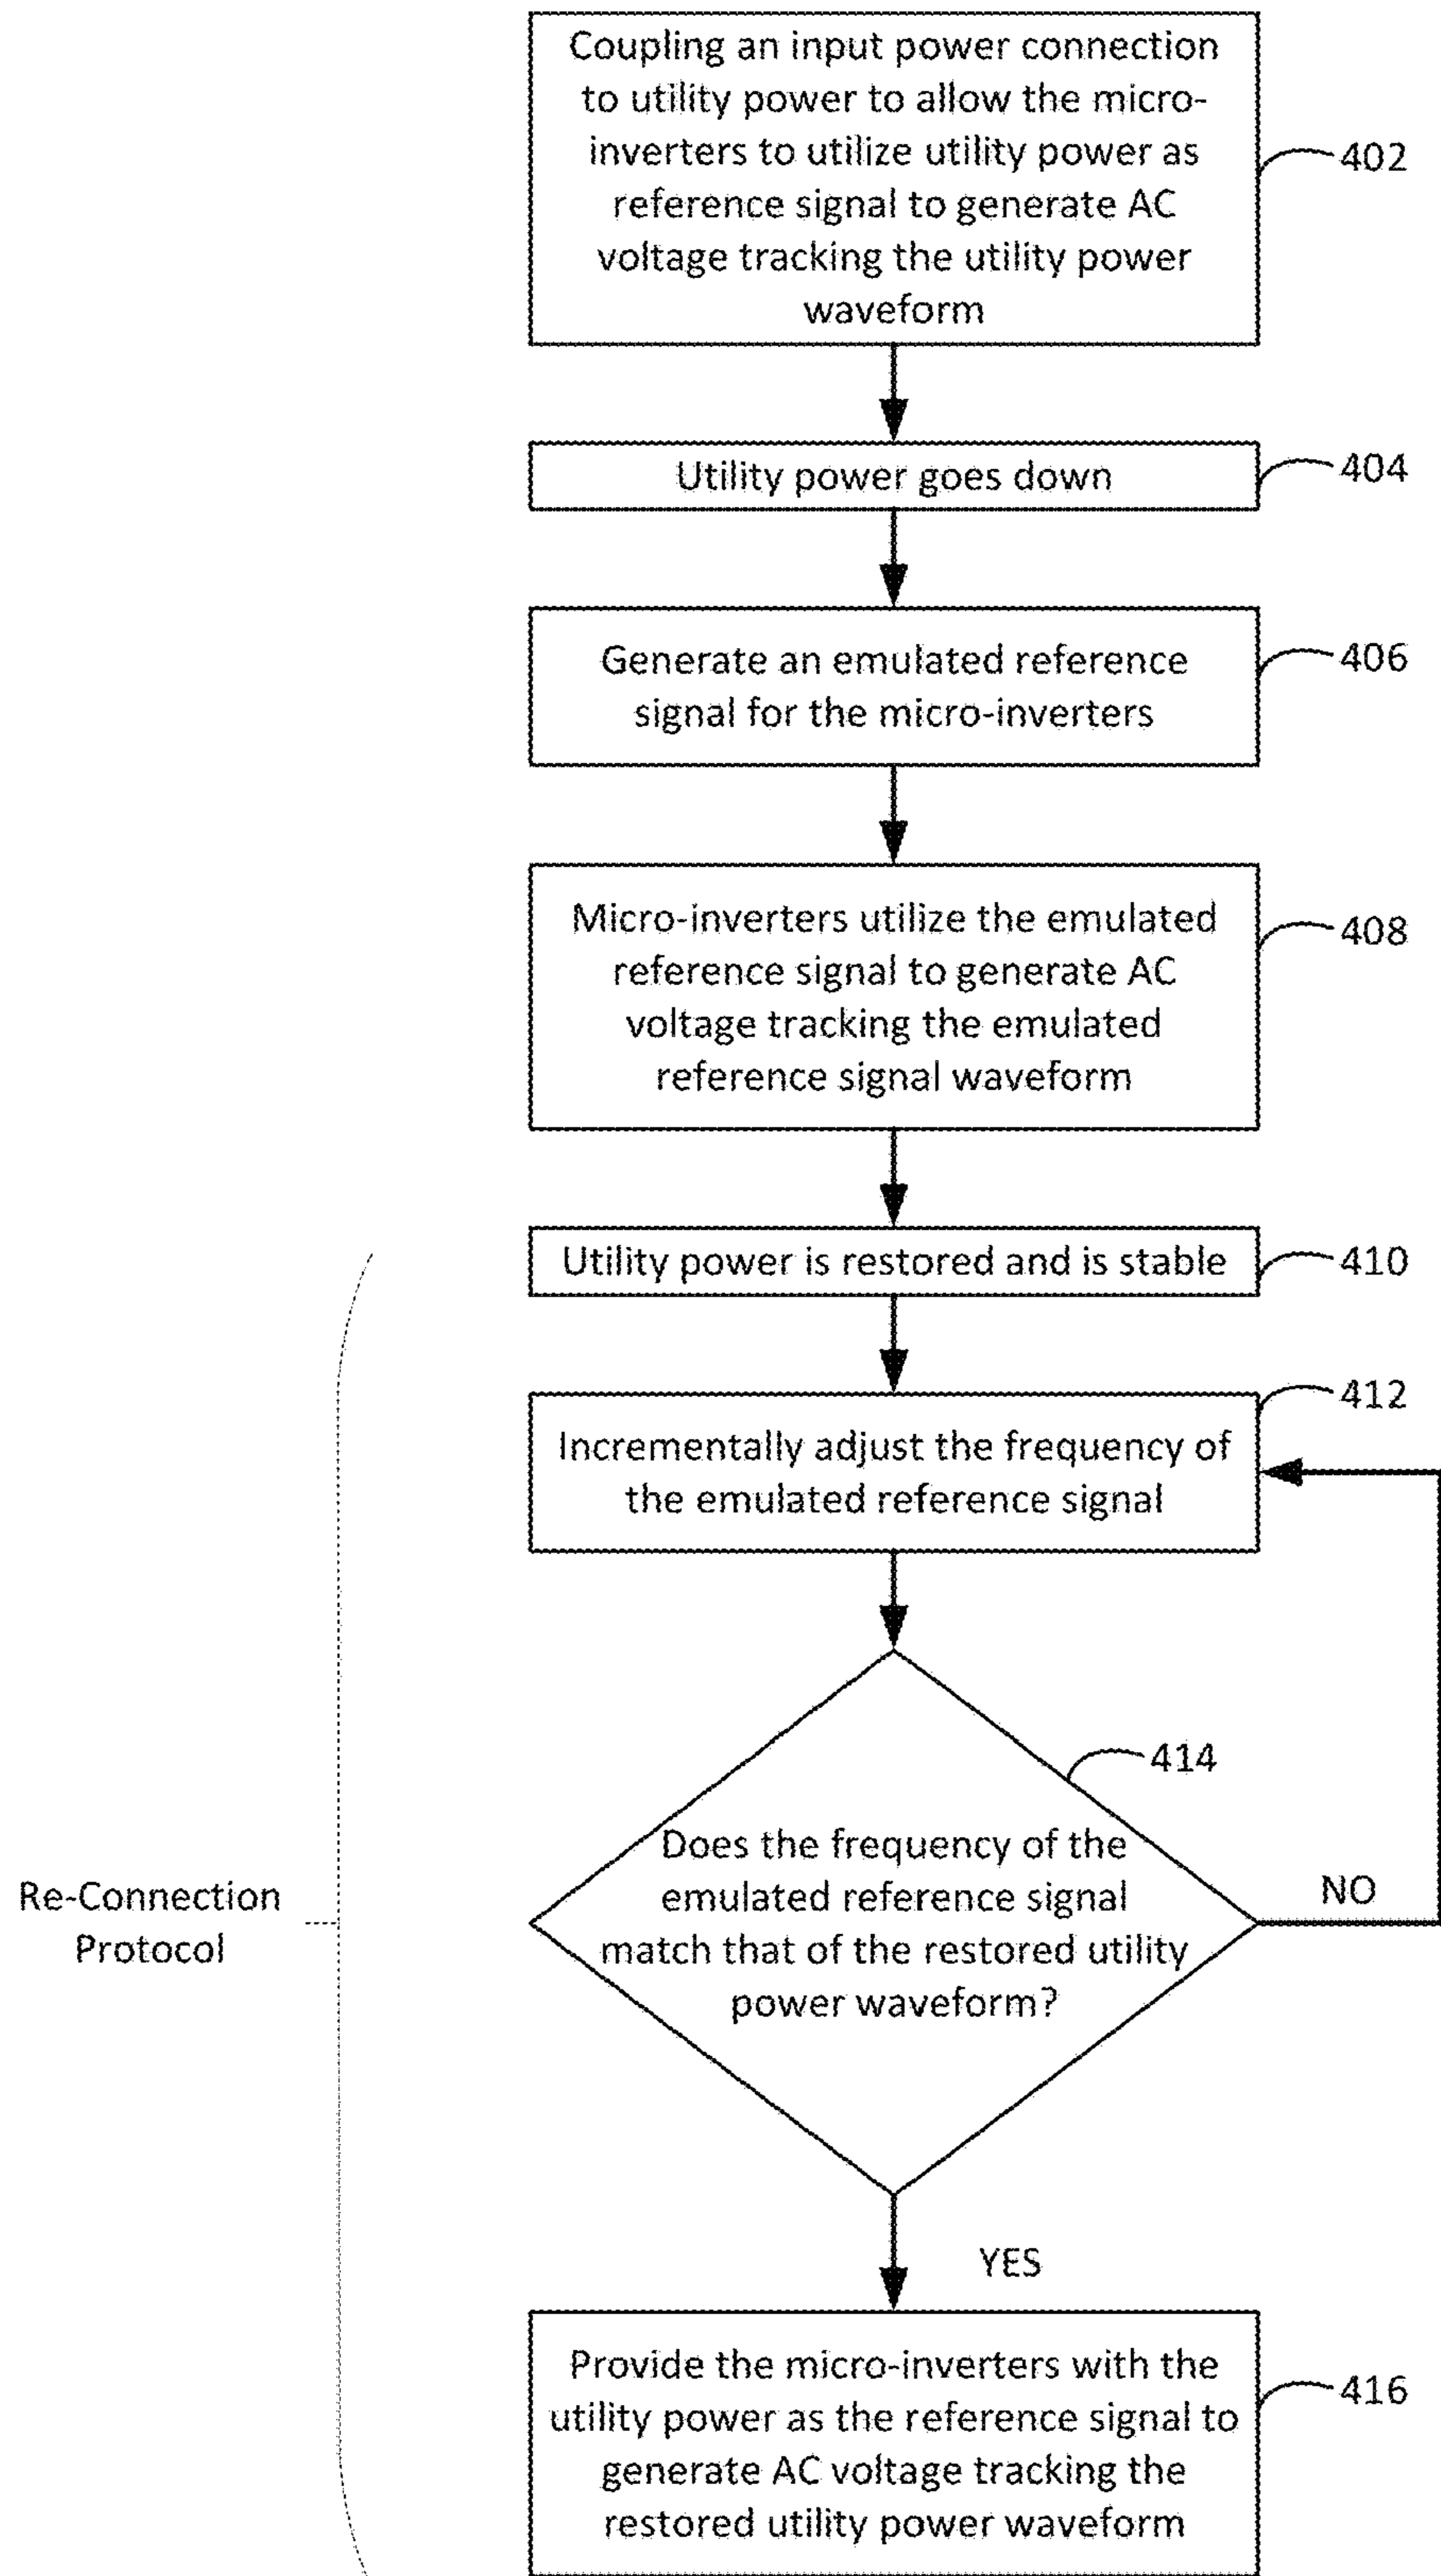 Coupling an input power connection
to utility power to allow the micro-
inverters to utilize utility power as
reference signal to generate AC
voltage tracking the utility power
waveform
402
Utility power goes down
404
Generate an emulated reference
signal for the micro-inverters
406
Micro-inverters utilize the emulated
reference signal to generate AC
voltage tracking the emulated
reference signal waveform
408
Utility power is restored and is stable
410
Incrementally adjust the frequency of
the emulated reference signal
412
414
Does the frequency of the
emulated reference signal
match that of the restored utility
power waveform?
NO
Re-Connection
Protocol
YES
Provide the micro-inverters with the
utility power as the reference signal to
generate AC voltage tracking the
restored utility power waveform
416